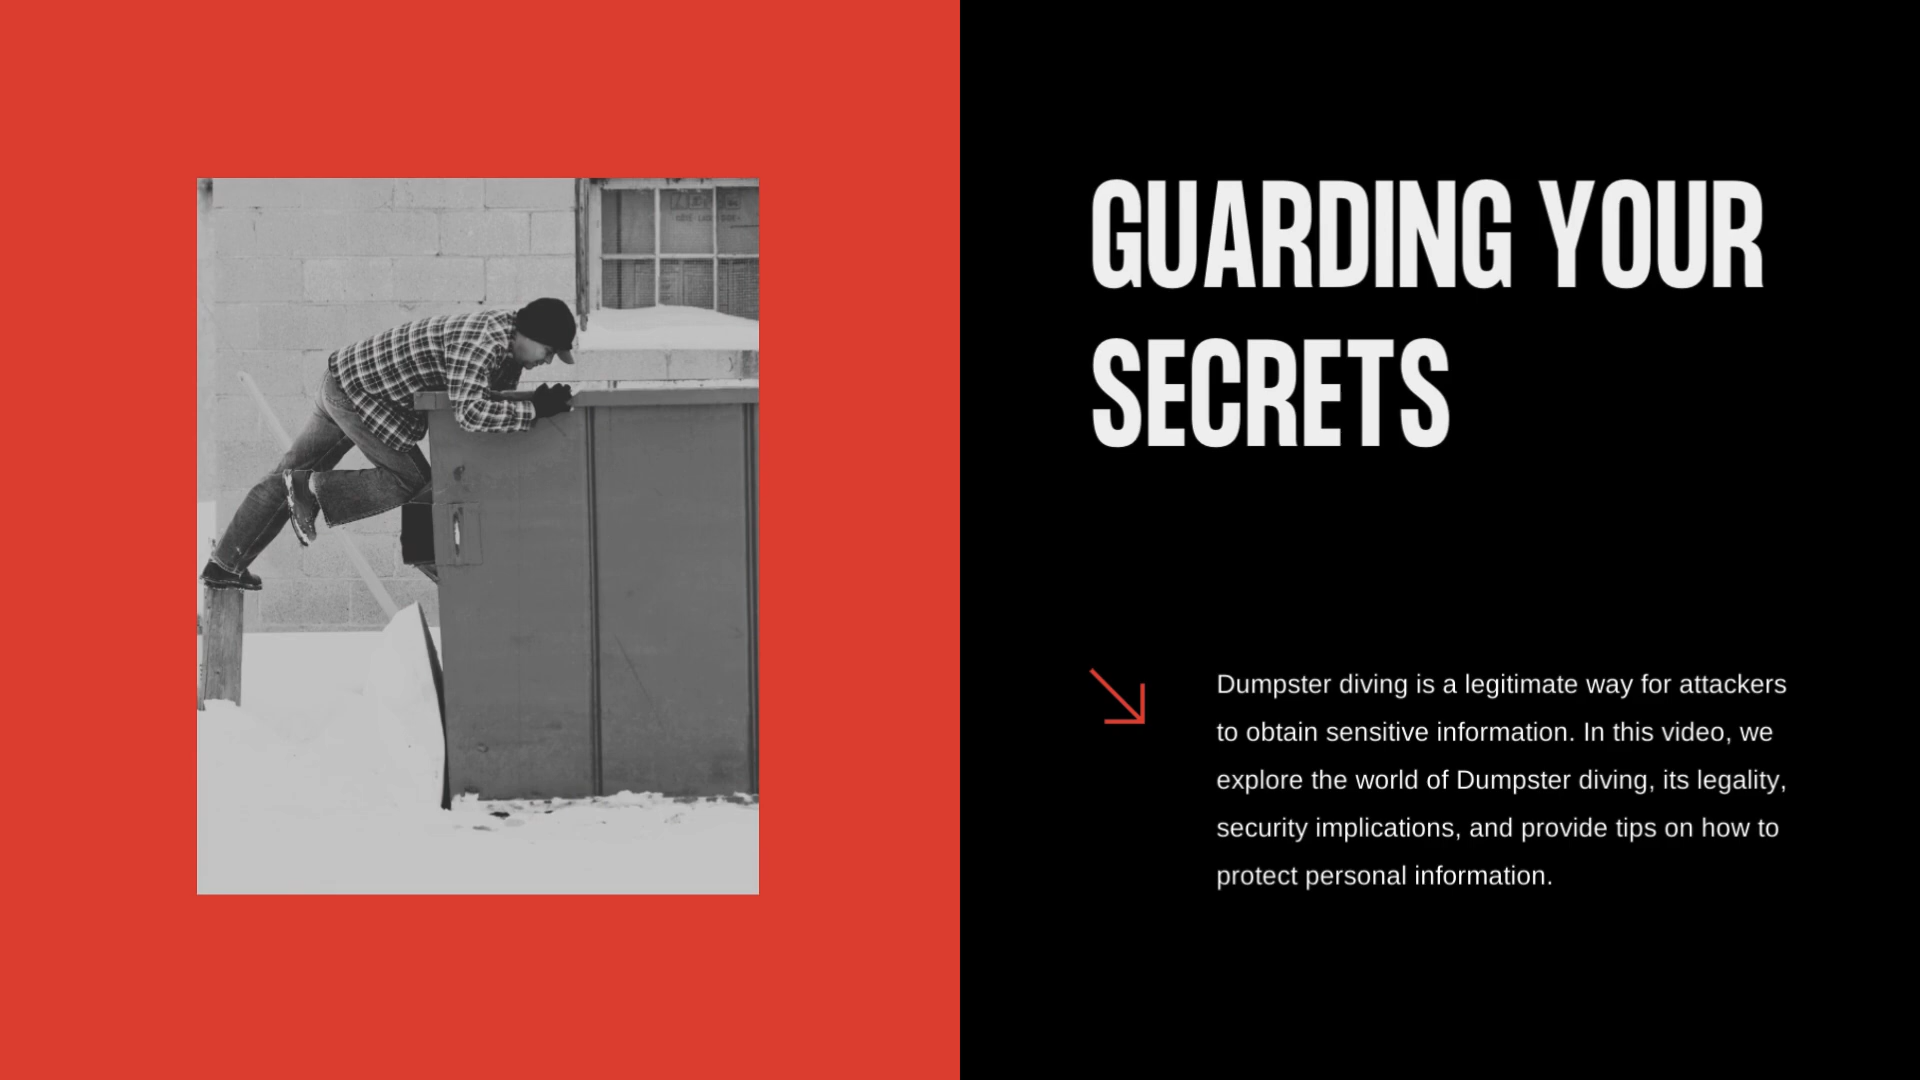 GUARDING YOUR
SECRETS
Dumpster diving is a legitimate way for attackers
to obtain sensitive information. In this video, we
explore the world of Dumpster diving, its legality,
security implications, and provide tips on how to
protect personal information.